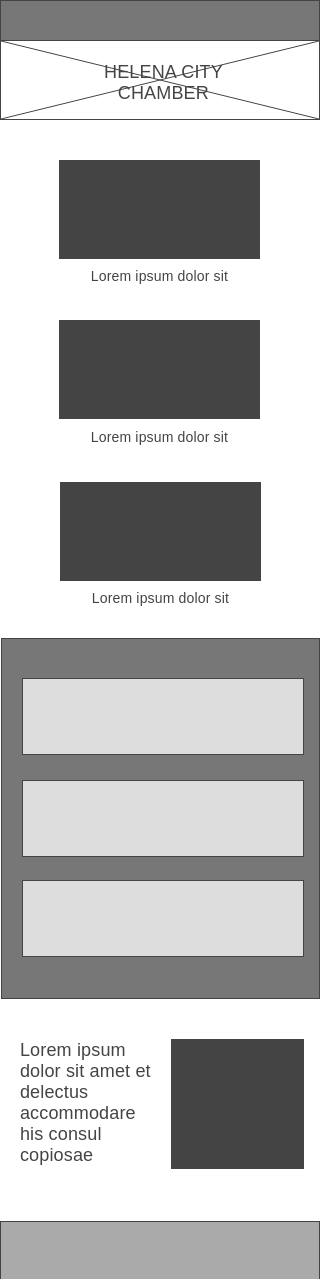 HELENA CITY
CHAMBER
Lorem ipsum dolor sit
Lorem ipsum dolor sit
Lorem ipsum dolor sit
Lorem ipsum
dolor sit amet et
delectus
accommodare
his consul
copiosae